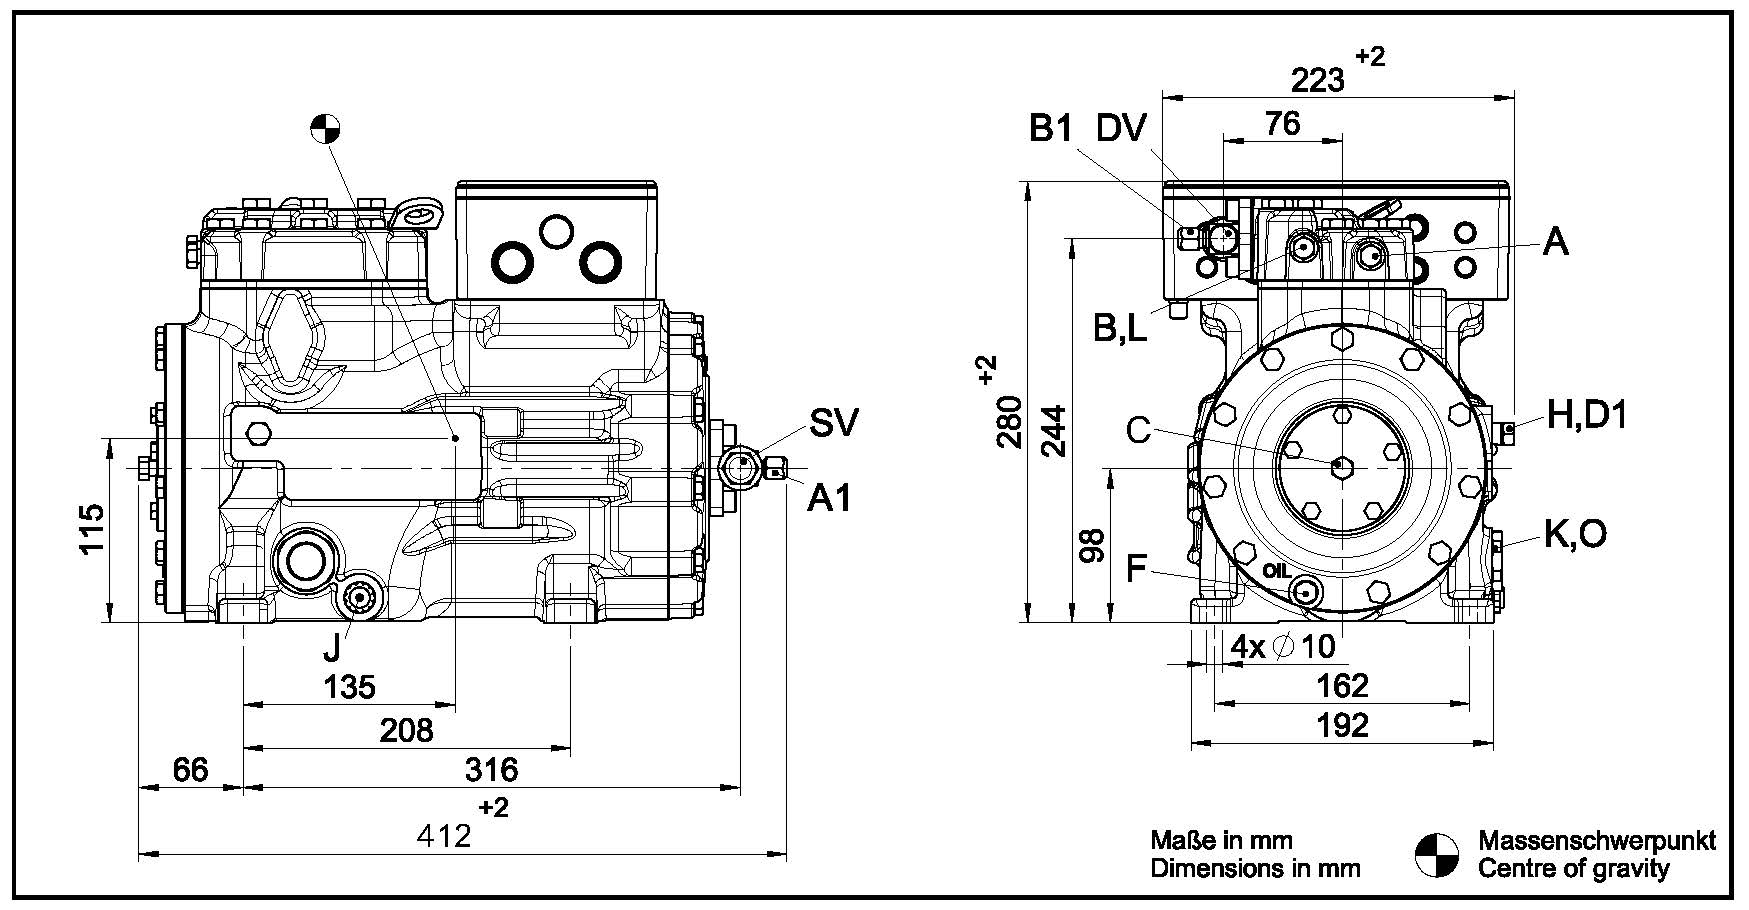 +2
223
B1 DV
76
A
B,L
+2
280
244
SV
C
H,D1
A1
115
98
K,O
F
OIL
J
4x ∅ 10
135
162
208
192
66
316
+2
412
Maße in mm
Dimensions in mm
Massenschwerpunkt
Centre of gravity